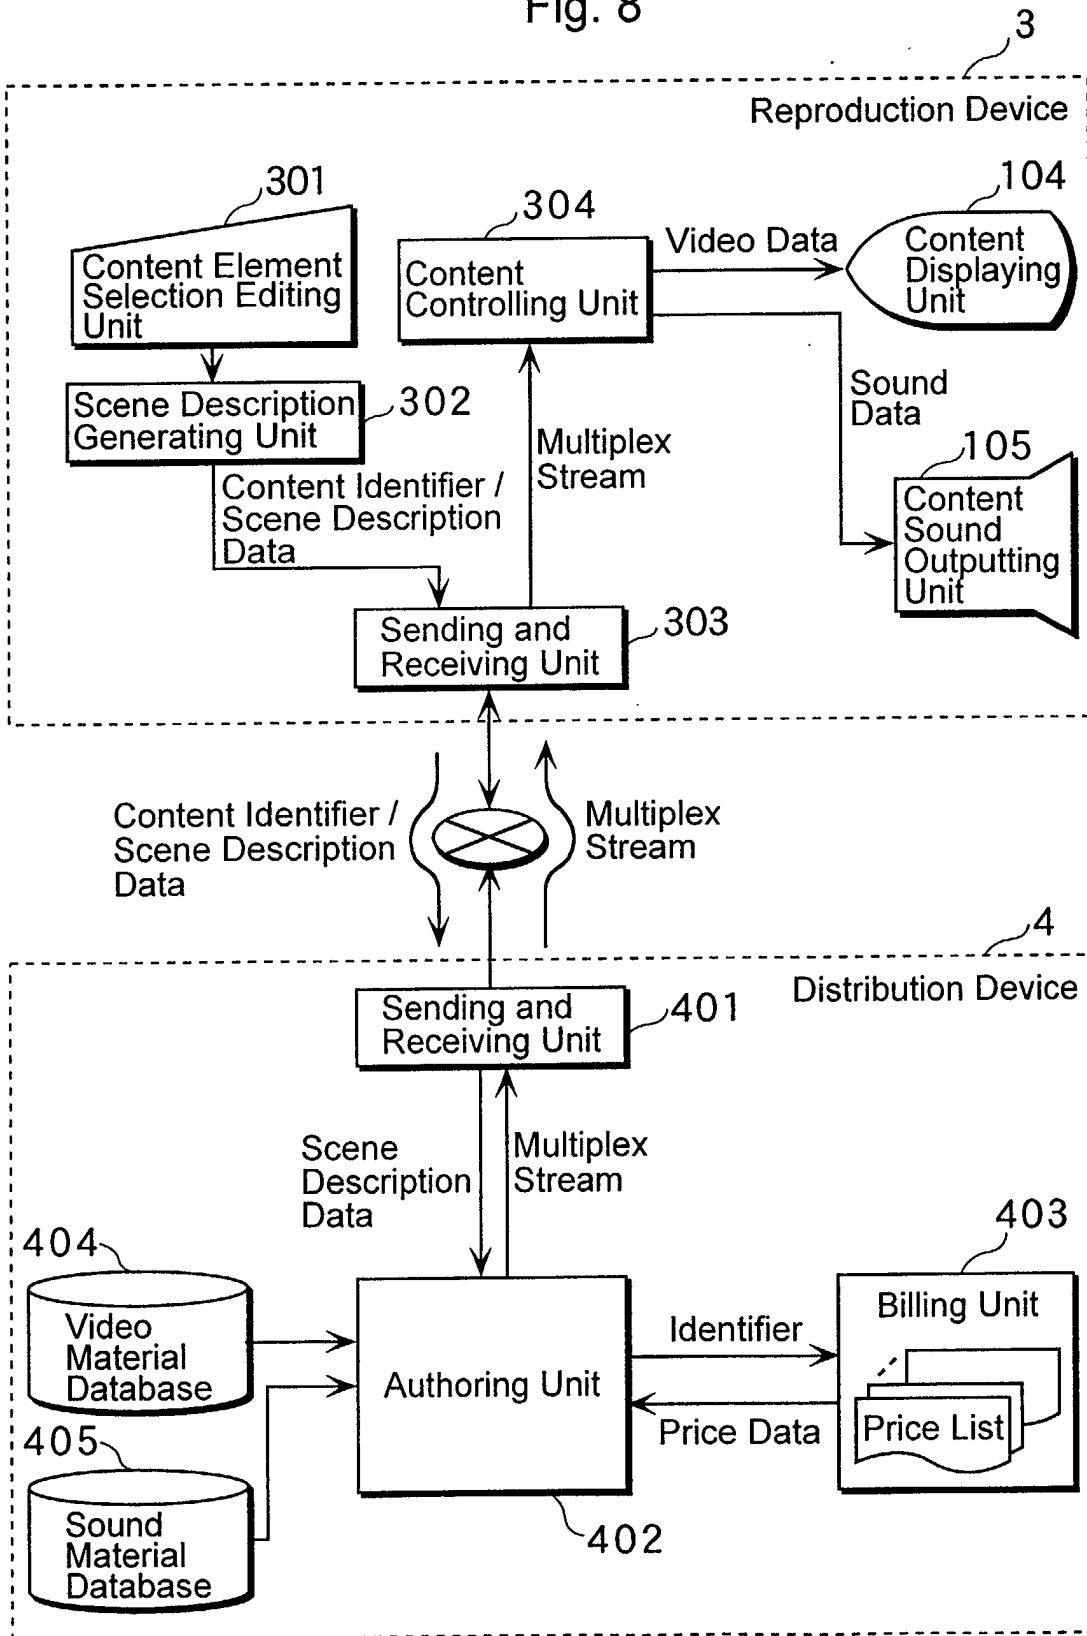 Fig. 8
3
Reproduction Device
301
304
104
Content Element
Selection Editing
Unit
Content
Controlling Unit
Video Data
Content
Displaying
Unit
Scene Description
Generating Unit
302
Multiplex
Stream
Sound
Data
105
Content Identifier /
Scene Description
Data
Content
Sound
Outputting
Unit
Sending and
Receiving Unit
303
Content Identifier /
Scene Description
Data
Multiplex
Stream
4
Distribution Device
Sending and
Receiving Unit
401
Scene
Description
Data
Multiplex
Stream
404
403
Video
Material
Database
Authoring Unit
Identifier
Billing Unit
Price Data
Price List
405
Sound
Material
Database
402